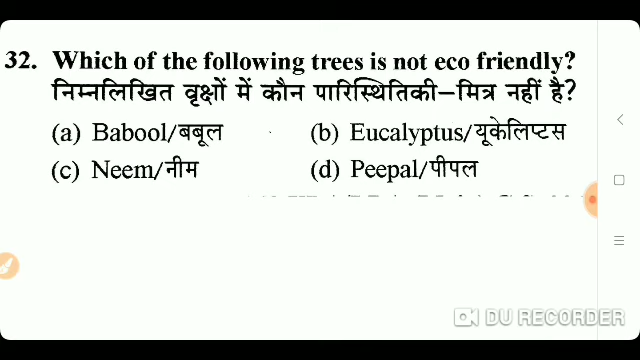 32. Which of the following trees is not eco friendly?
निम्नलिखित वृक्षों में कौन पारिस्थितिकी–मित्र नहीं है?
(a) Babool/बबूल (b) Eucalyptus/यूकेलिप्टस
(c) Neem/नीम (d) Peepal/पीपल
DU RECORDER